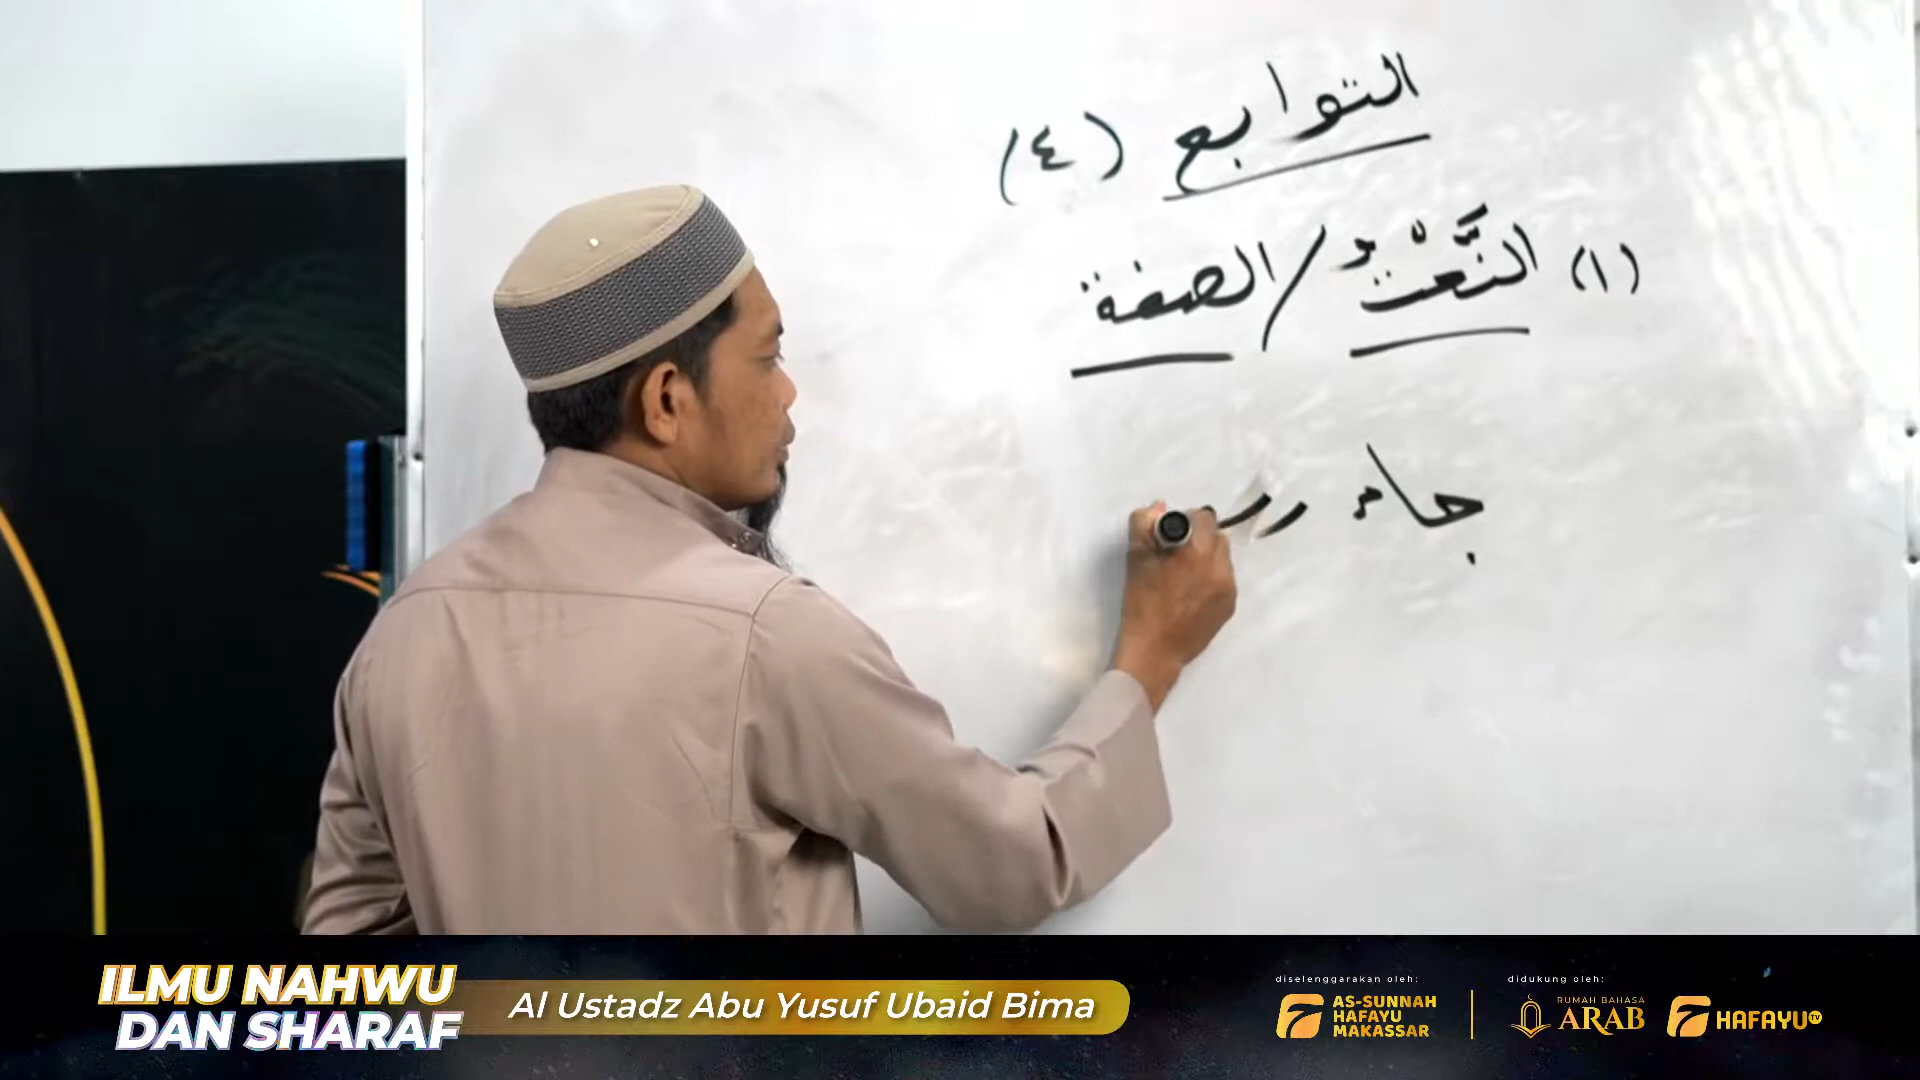 التوابع (٤)
(١) النَّعْتُ / الصفة
جاء
ILMU NAHWU
DAN SHARAF
Al Ustadz Abu Yusuf Ubaid Bima
diselenggarakan oleh:
AS-SUNNAH
HAFAYU
MAKASSAR
didukung oleh:
RUMAH BAHASA
ARAB
HAFAYU TV